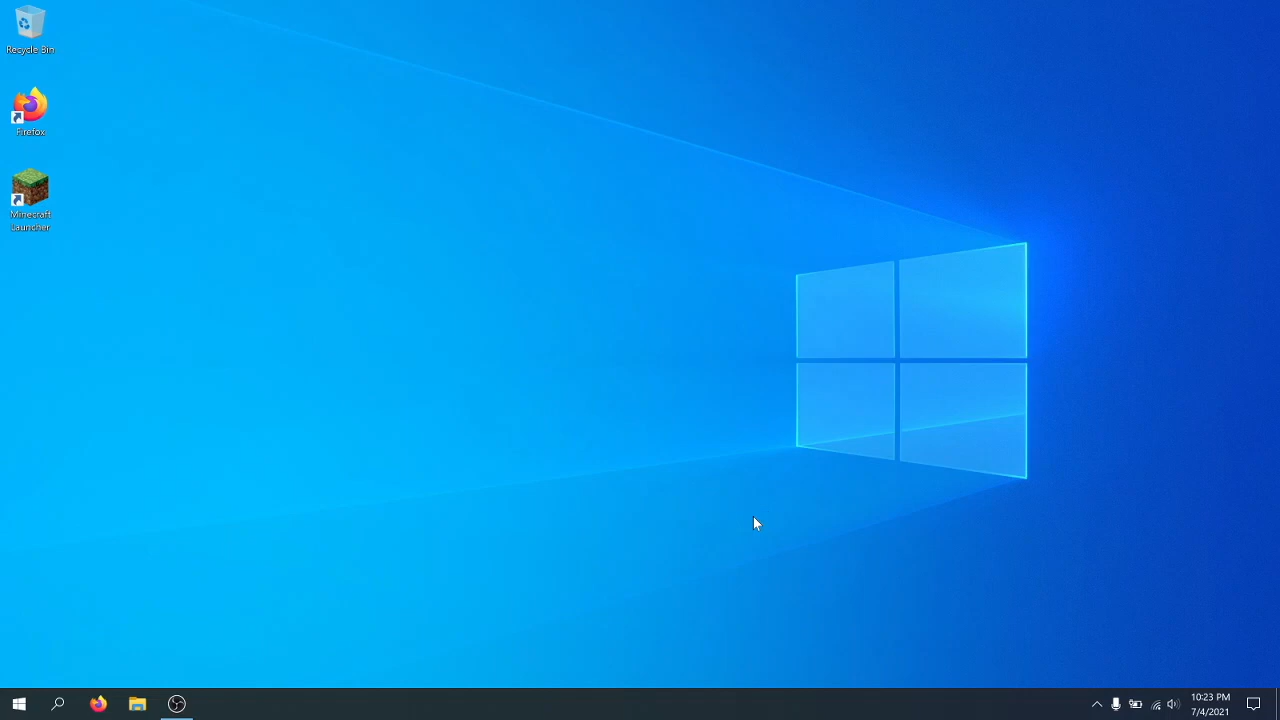 Recycle Bin
Firefox
Minecraft
Launcher
10:23 PM
7/4/2021